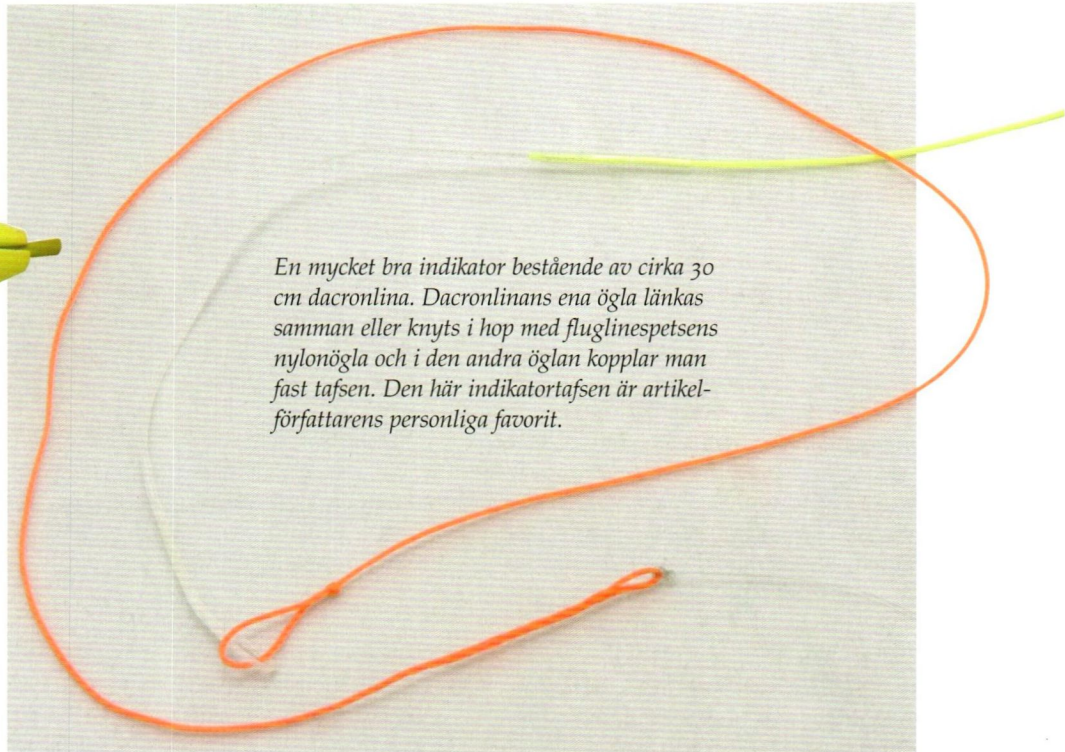 En mycket bra indikator bestående av cirka 30
cm dacronlina. Dacronlinans ena ögla länkas
samman eller knyts i hop med fluglinespetsens
nylonögla och i den andra öglan kopplar man
fast tafsen. Den här indikatortafsen är artikel-
författarens personliga favorit.